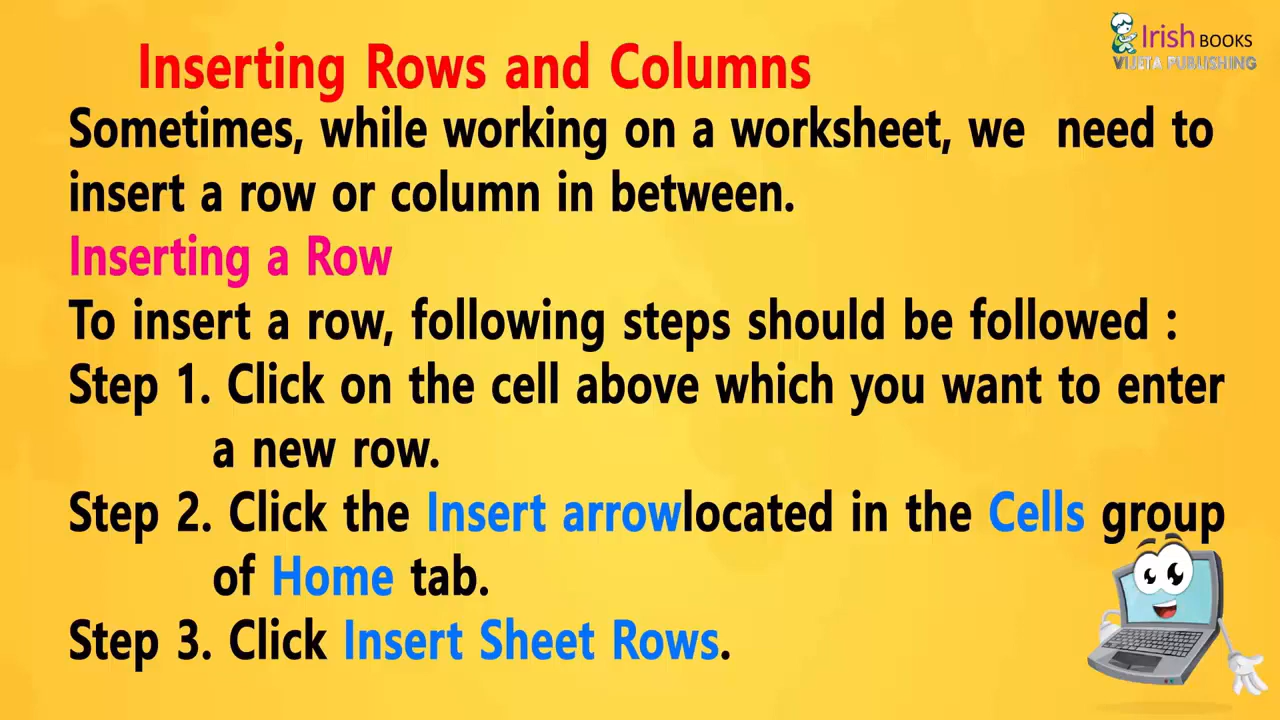 Irish BOOKS
VIJETA PUBLISHING
Inserting Rows and Columns
Sometimes, while working on a worksheet, we need to
insert a row or column in between.
Inserting a Row
To insert a row, following steps should be followed :
Step 1. Click on the cell above which you want to enter
a new row.
Step 2. Click the Insert arrowlocated in the Cells group
of Home tab.
Step 3. Click Insert Sheet Rows.